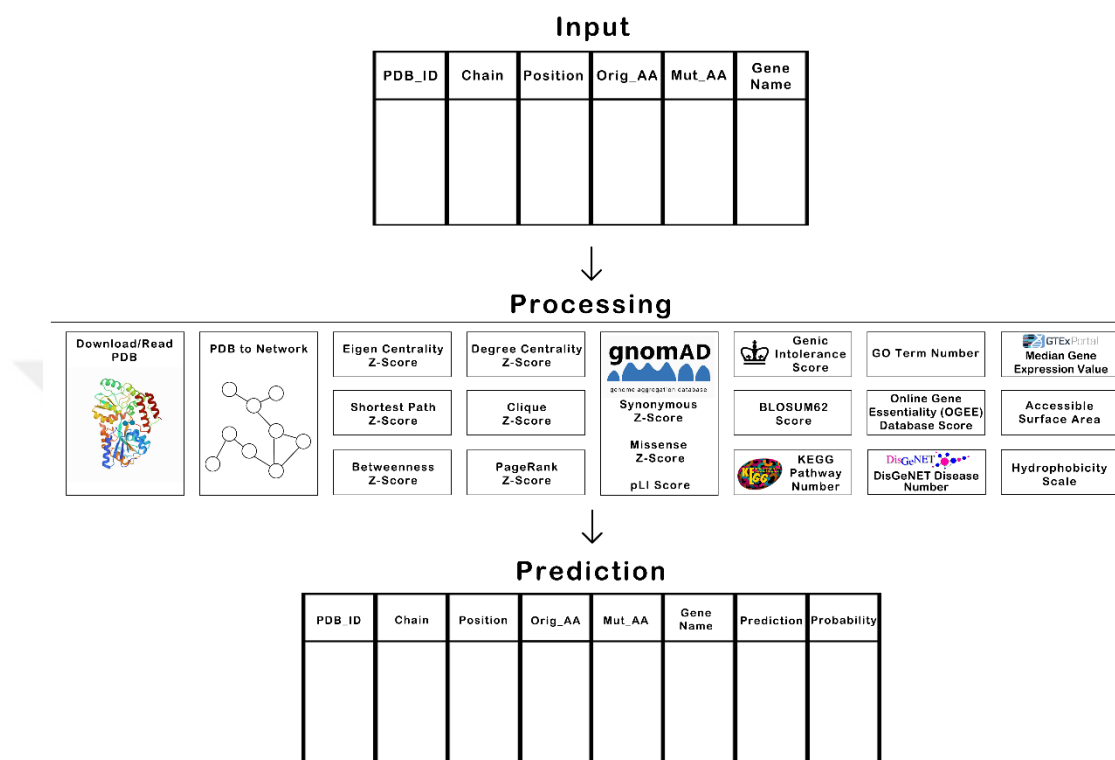 Input
PDB_ID
Chain
Position
Orig_AA
Mut_AA
Gene
Name
Processing
Download/Read
PDB
PDB to Network
Eigen Centrality
Z-Score
Shortest Path
Z-Score
Betweenness
Z-Score
Degree Centrality
Z-Score
Clique
Z-Score
PageRank
Z-Score
gnomAD
genome aggregation database
Synonymous
Z-Score
Missense
Z-Score
pLI Score
Genic
Intolerance
Score
BLOSUM62
Score
KEGG
KEGG
Pathway
Number
GO Term Number
Online Gene
Essentiality (OGEE)
Database Score
DisGeNET
DisGeNET Disease
Number
GTExPortal
Median Gene
Expression Value
Accessible
Surface Area
Hydrophobicity
Scale
Prediction
PDB_ID
Chain
Position
Orig_AA
Mut_AA
Gene
Name
Prediction
Probability